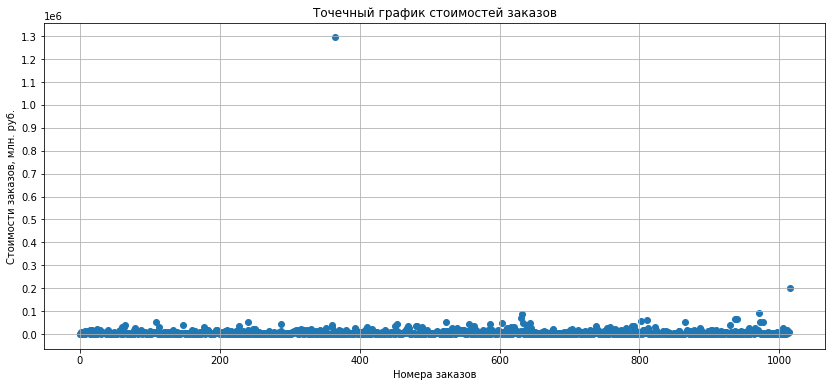 Точечный график стоимостей заказов
1e6
1.3
1.2
1.1
1.0
0.9
0.8
0.7
0.6
0.5
0.4
0.3
0.2
0.1
0.0
Стоимости заказов, млн. руб.
0 200 400 600 800 1000
Номера заказов